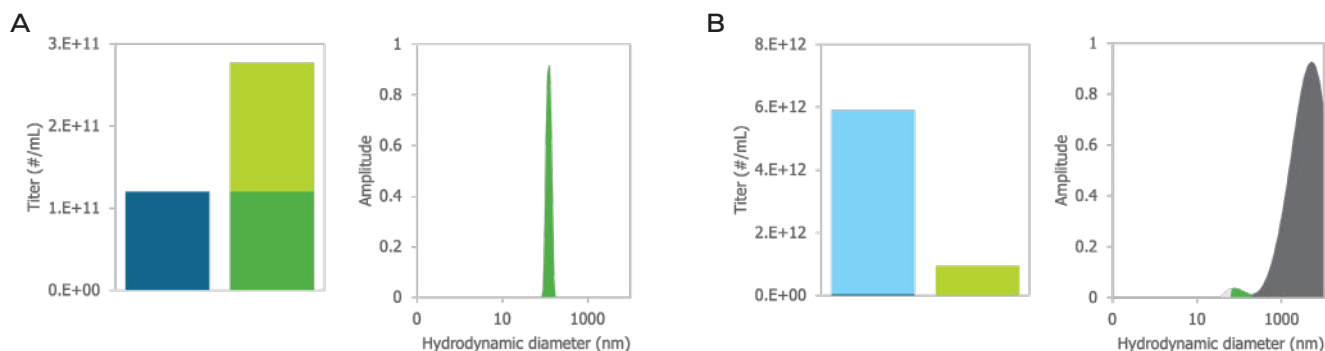 A
Titer (#/mL)
3.E+11
2.E+11
1.E+11
0.E+00
Amplitude
1
0.8
0.6
0.4
0.2
0
0
10
1000
Hydrodynamic diameter (nm)
B
Titer (#/mL)
8.E+12
6.E+12
4.E+12
2.E+12
0.E+00
Amplitude
1
0.8
0.6
0.4
0.2
0
0
10
1000
Hydrodynamic diameter (nm)